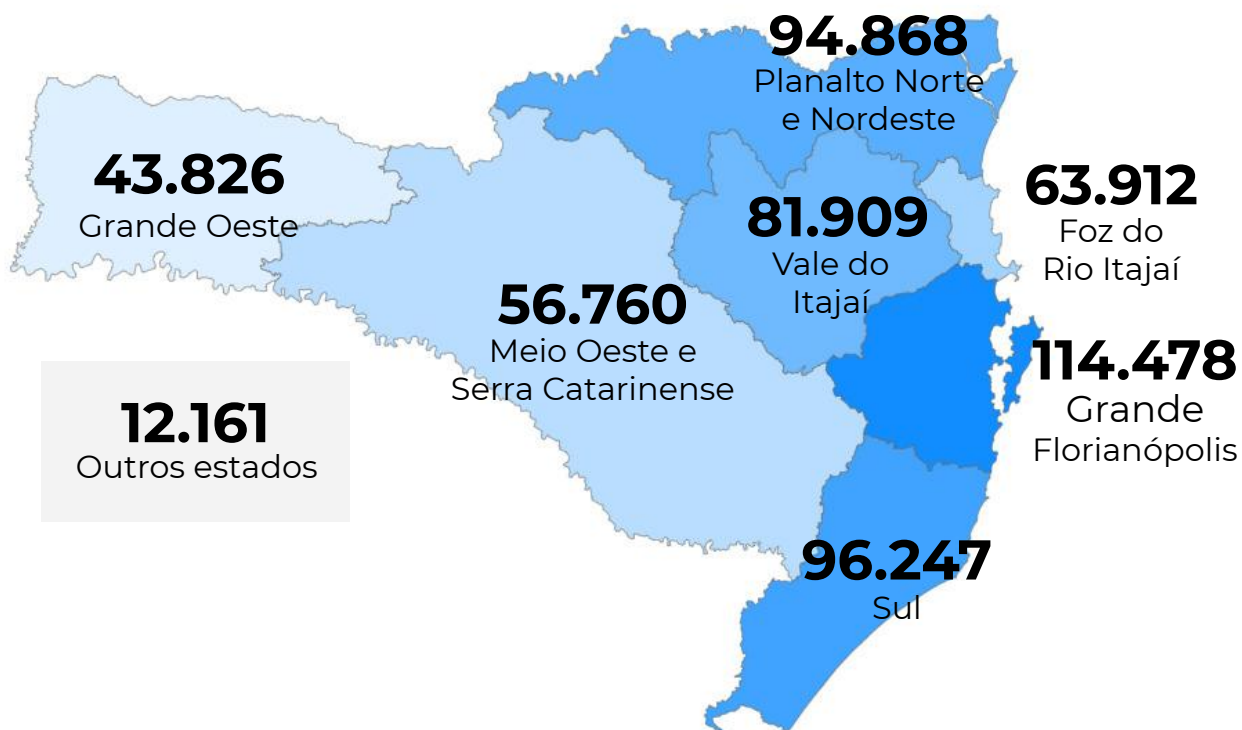 94.868
Planalto Norte
e Nordeste
43.826
Grande Oeste
81.909
Vale do
Itajaí
63.912
Foz do
Rio Itajaí
56.760
Meio Oeste e
Serra Catarinense
114.478
Grande
Florianópolis
12.161
Outros estados
96.247
Sul